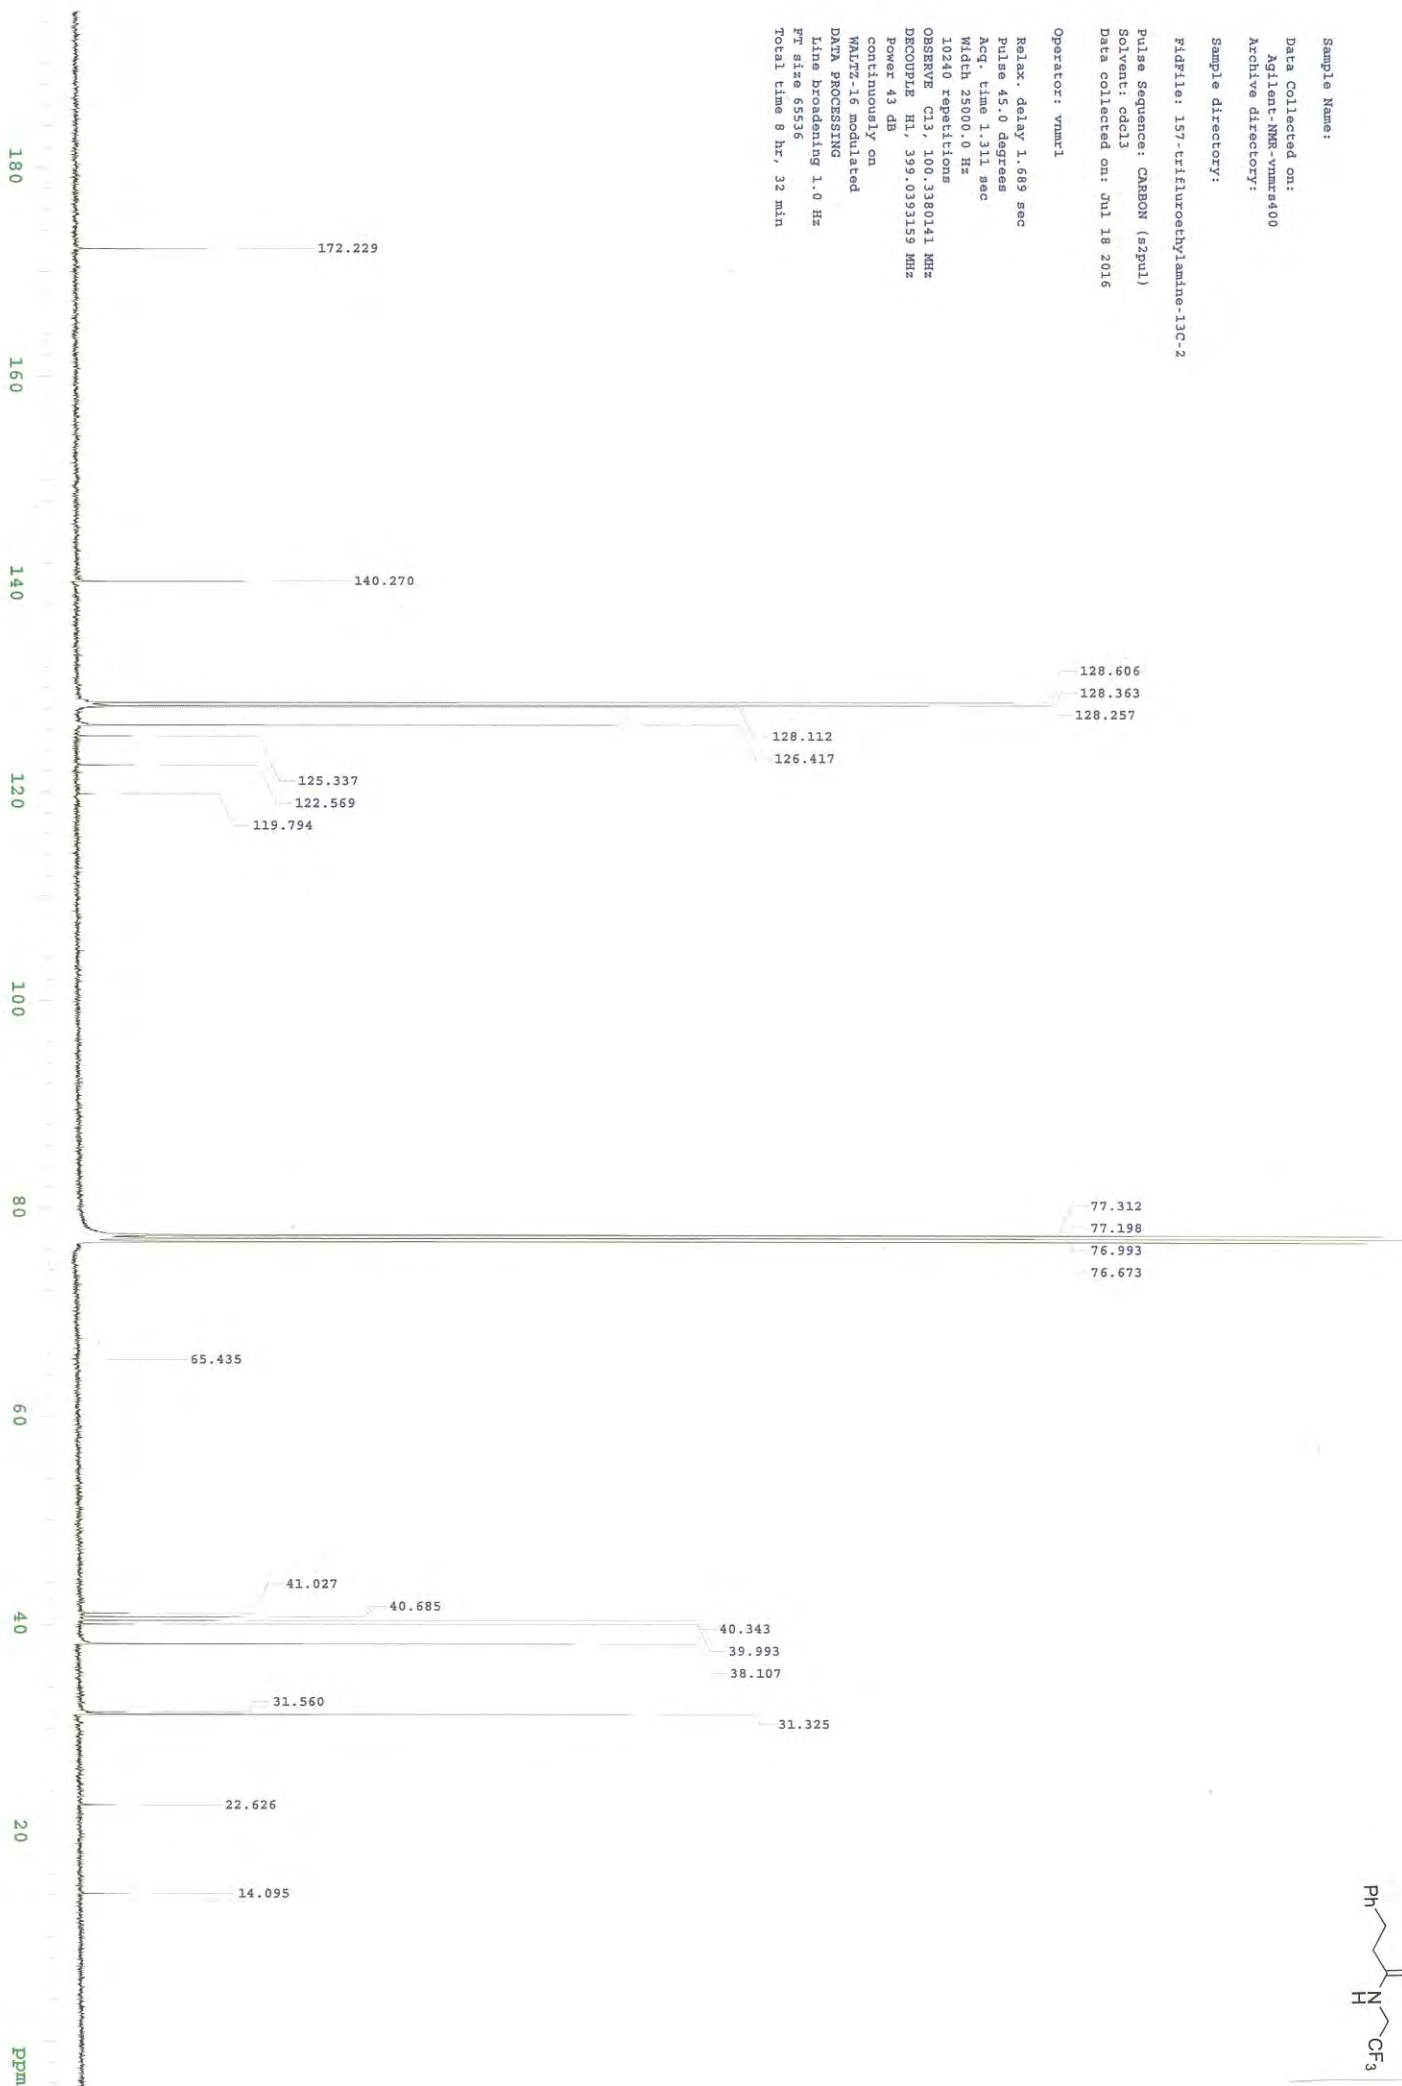 Sample Name:
Data Collected on:
Agilent-NMR-vnmrs400
Archive directory:
Sample directory:
FidFile: 157-trifluroethylamine-13C-2
Pulse Sequence: CARBON (s2pul)
Solvent: cdcl3
Data collected on: Jul 18 2016
Operator: vnmr1
Relax. delay 1.689 sec
Pulse 45.0 degrees
Acq. time 1.311 sec
Width 25000.0 Hz
10240 repetitions
OBSERVE C13, 100.3380141 MHz
DECOUPLE H1, 399.0393159 MHz
Power 43 dB
continuously on
WALTZ-16 modulated
DATA PROCESSING
Line broadening 1.0 Hz
FT size 65536
Total time 8 hr, 32 min
172.229
140.270
128.606
128.363
128.257
128.112
126.417
125.337
122.569
119.794
77.312
77.198
76.993
76.673
65.435
41.027
40.685
40.343
39.993
38.107
31.560
31.325
22.626
14.095
180
160
140
120
100
80
60
40
20
ppm
Ph
N
H
CF3